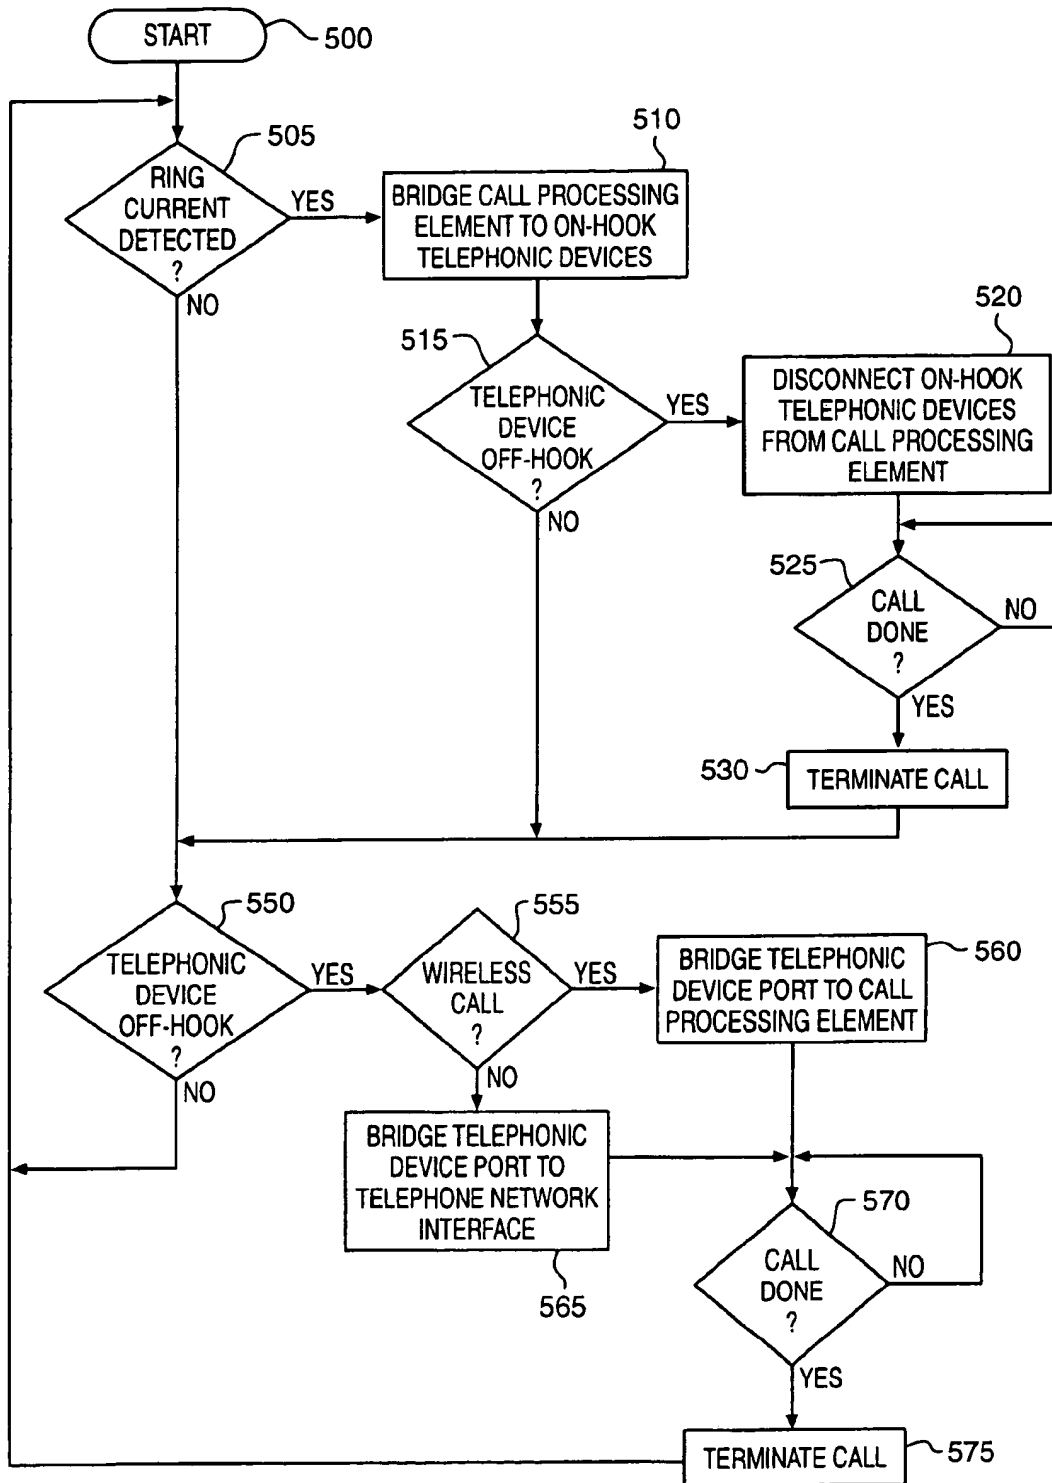 START
500
505
RING
CURRENT
DETECTED
?
YES
NO
510
BRIDGE CALL PROCESSING
ELEMENT TO ON-HOOK
TELEPHONIC DEVICES
515
TELEPHONIC
DEVICE
OFF-HOOK
?
YES
NO
520
DISCONNECT ON-HOOK
TELEPHONIC DEVICES
FROM CALL PROCESSING
ELEMENT
525
CALL
DONE
?
NO
YES
530
TERMINATE CALL
550
TELEPHONIC
DEVICE
OFF-HOOK
?
YES
NO
555
WIRELESS
CALL
?
YES
NO
560
BRIDGE TELEPHONIC
DEVICE PORT TO CALL
PROCESSING ELEMENT
BRIDGE TELEPHONIC
DEVICE PORT TO
TELEPHONE NETWORK
INTERFACE
565
570
CALL
DONE
?
NO
YES
TERMINATE CALL
575